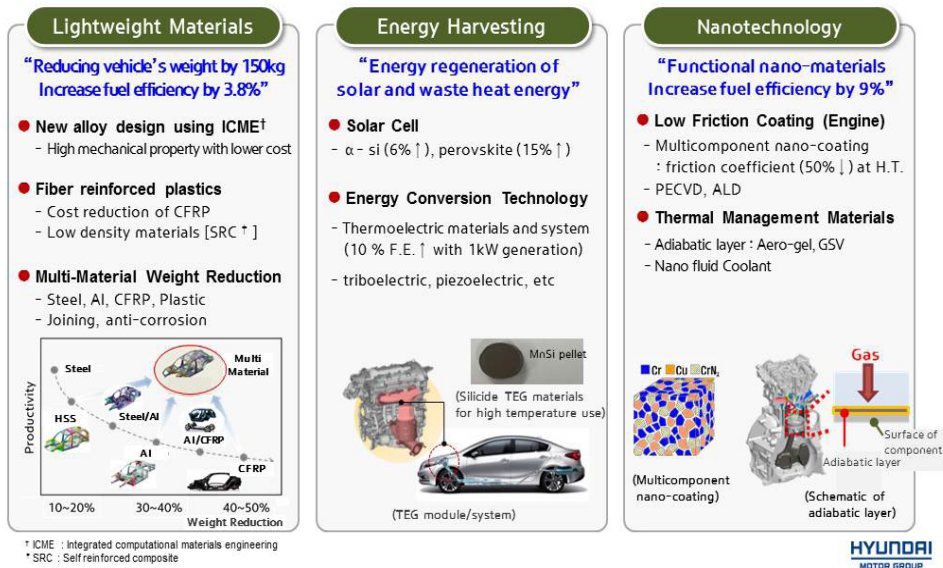 Lightweight Materials
"Reducing vehicle's weight by 150kg
Increase fuel efficiency by 3.8%"
● New alloy design using ICME†
- High mechanical property with lower cost
● Fiber reinforced plastics
- Cost reduction of CFRP
- Low density materials [SRC ♦ ]
● Multi-Material Weight Reduction
- Steel, Al, CFRP, Plastic
- Joining, anti-corrosion
Productivity
Steel
Multi
Material
HSS
Steel/Al
Al/CFRP
Al
CFRP
10~20%
30~40%
40~50%
Weight Reduction
Energy Harvesting
"Energy regeneration of
solar and waste heat energy"
● Solar Cell
- α- si (6%↑), perovskite (15%↑)
● Energy Conversion Technology
- Thermoelectric materials and system
(10 % F.E.↑ with 1kW generation)
- triboelectric, piezoelectric, etc
MnSi pellet
(Silicide TEG materials
for high temperature use)
(TEG module/system)
Nanotechnology
"Functional nano-materials
Increase fuel efficiency by 9%"
● Low Friction Coating (Engine)
- Multicomponent nano-coating
: friction coefficient (50%↓) at H.T.
- PECVD, ALD
● Thermal Management Materials
- Adiabatic layer : Aero-gel, GSV
- Nano fluid Coolant
Cr Cu CrN₂
(Multicomponent
nano-coating)
Gas
Surface of
component
Adiabatic layer
(Schematic of
adiabatic layer)
† ICME : Integrated computational materials engineering
♦ SRC : Self reinforced composite
HYUNDAI
MOTOR GROUP